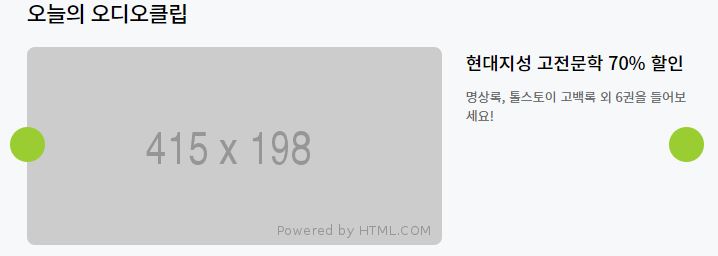 오늘의 오디오클립
415 x 198
Powered by HTML.COM
현대지성 고전문학 70% 할인
명상록, 톨스토이 고백록 외 6권을 들어보
세요!